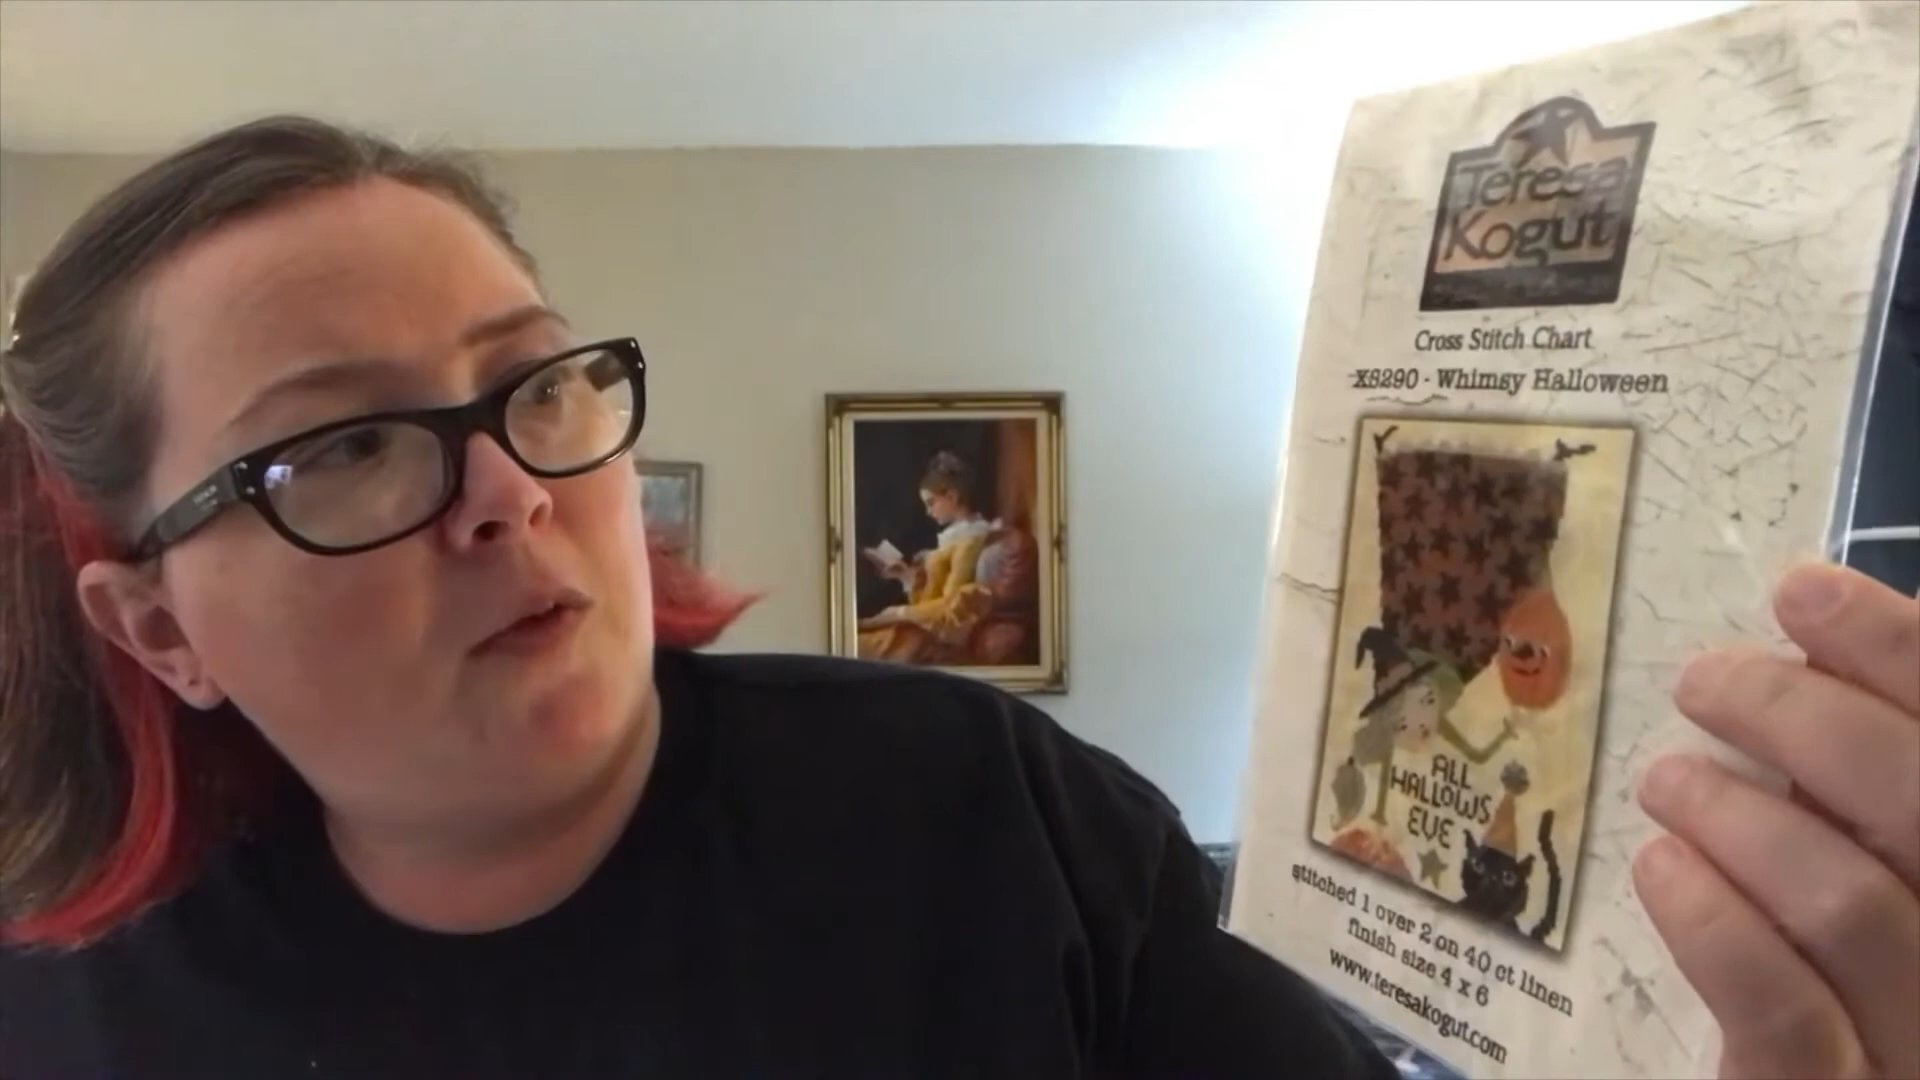 Teresa
Kogut
Cross Stitch Chart
X6290 - Whimsy Halloween
ALL
HALLOWS
EVE
stitched 1 over 2 on 40 ct linen
finish size 4 x 6
www.teresakogut.com